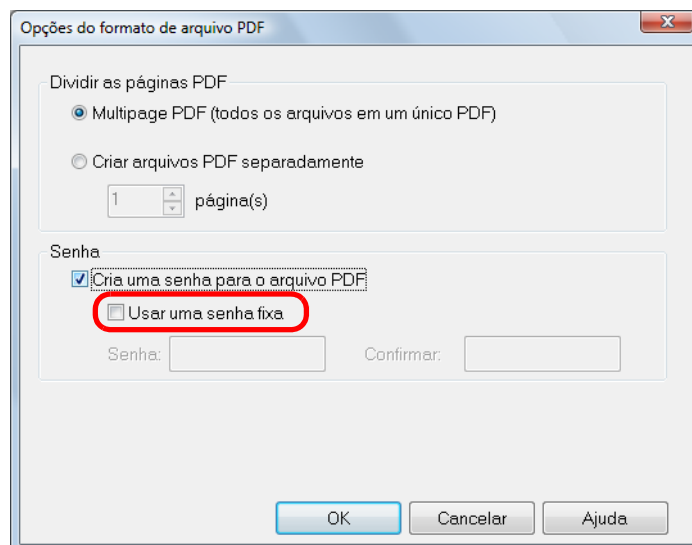 Opções do formato de arquivo PDF
Dividir as páginas PDF
Multipage PDF (todos os arquivos em um único PDF)
Criar arquivos PDF separadamente
1 página(s)
Senha
Cria uma senha para o arquivo PDF
Usar uma senha fixa
Senha: Confirmar:
OK Cancelar Ajuda